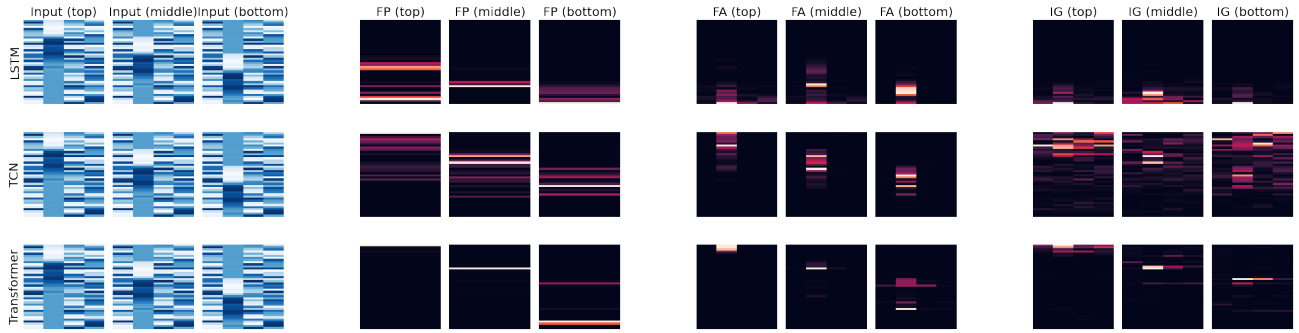 Input (top) Input (middle) Input (bottom) FP (top) FP (middle) FP (bottom) FA (top) FA (middle) FA (bottom) IG (top) IG (middle) IG (bottom)
LSTM
TCN
Transformer